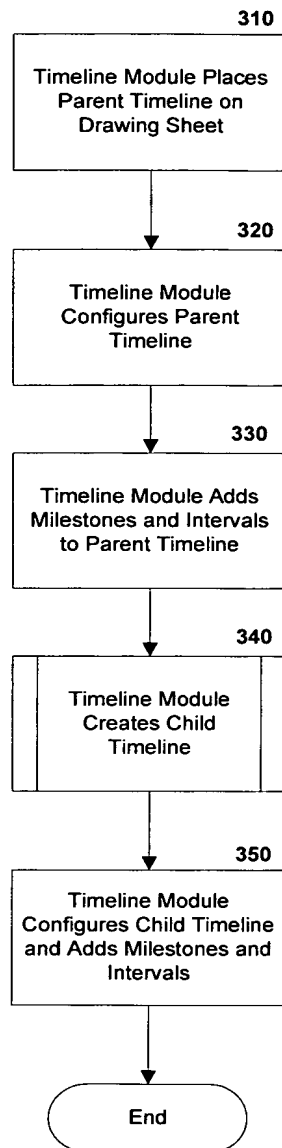 310
Timeline Module Places
Parent Timeline on
Drawing Sheet
320
Timeline Module
Configures Parent
Timeline
330
Timeline Module Adds
Milestones and Intervals
to Parent Timeline
340
Timeline Module
Creates Child
Timeline
350
Timeline Module
Configures Child Timeline
and Adds Milestones and
Intervals
End